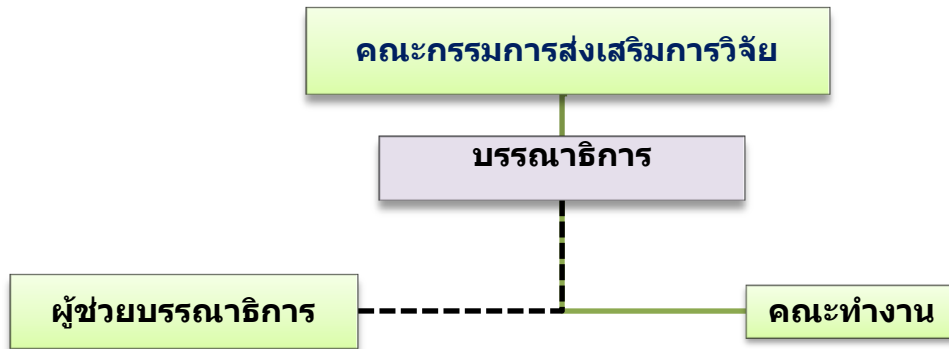 คณะกรรมการส่งเสริมการวิจัย
บรรณาธิการ
ผู้ช่วยบรรณาธิการ
คณะทำงาน